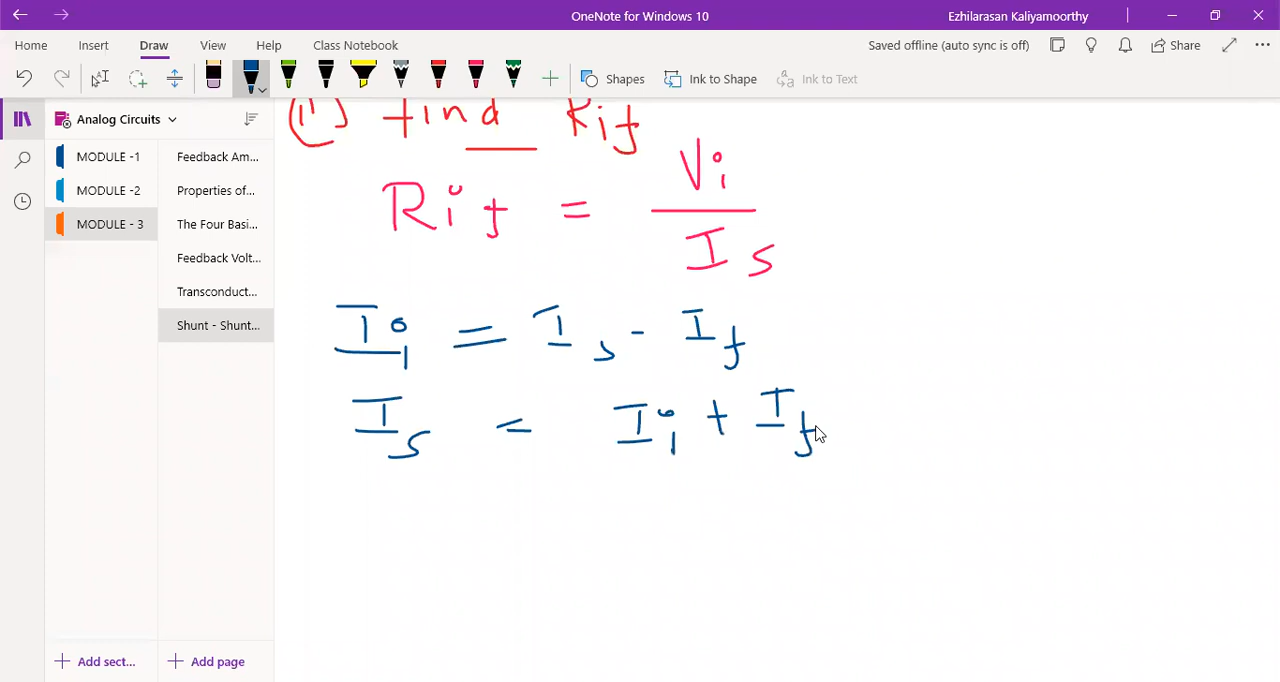 OneNote for Windows 10
Ezhilarasan Kaliyamoorthy
Home Insert Draw View Help Class Notebook
Saved offline (auto sync is off) Share
Shapes Ink to Shape Ink to Text
Analog Circuits
MODULE -1
MODULE -2
MODULE - 3
Feedback Am...
Properties of...
The Four Basi...
Feedback Volt...
Transconduct...
Shunt - Shunt...
Add sect... Add page
(ii) find Rif
Rif = Vi / Is
Ii = Is - If
Is = Ii + If